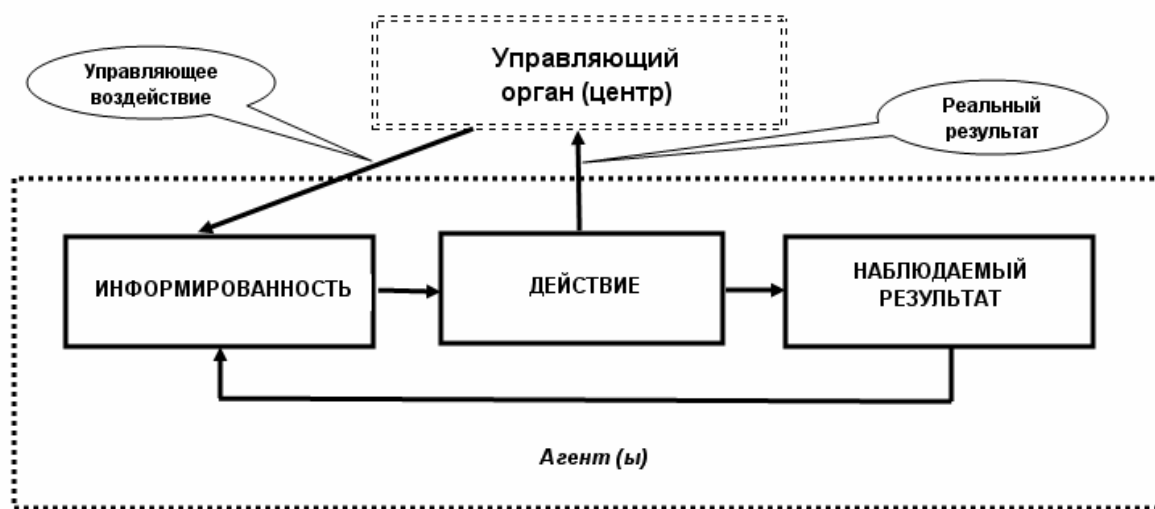 Управляющий
орган (центр)
Управляющее
воздействие
Реальный
результат
ИНФОРМИРОВАННОСТЬ
ДЕЙСТВИЕ
НАБЛЮДАЕМЫЙ
РЕЗУЛЬТАТ
Агент (ы)